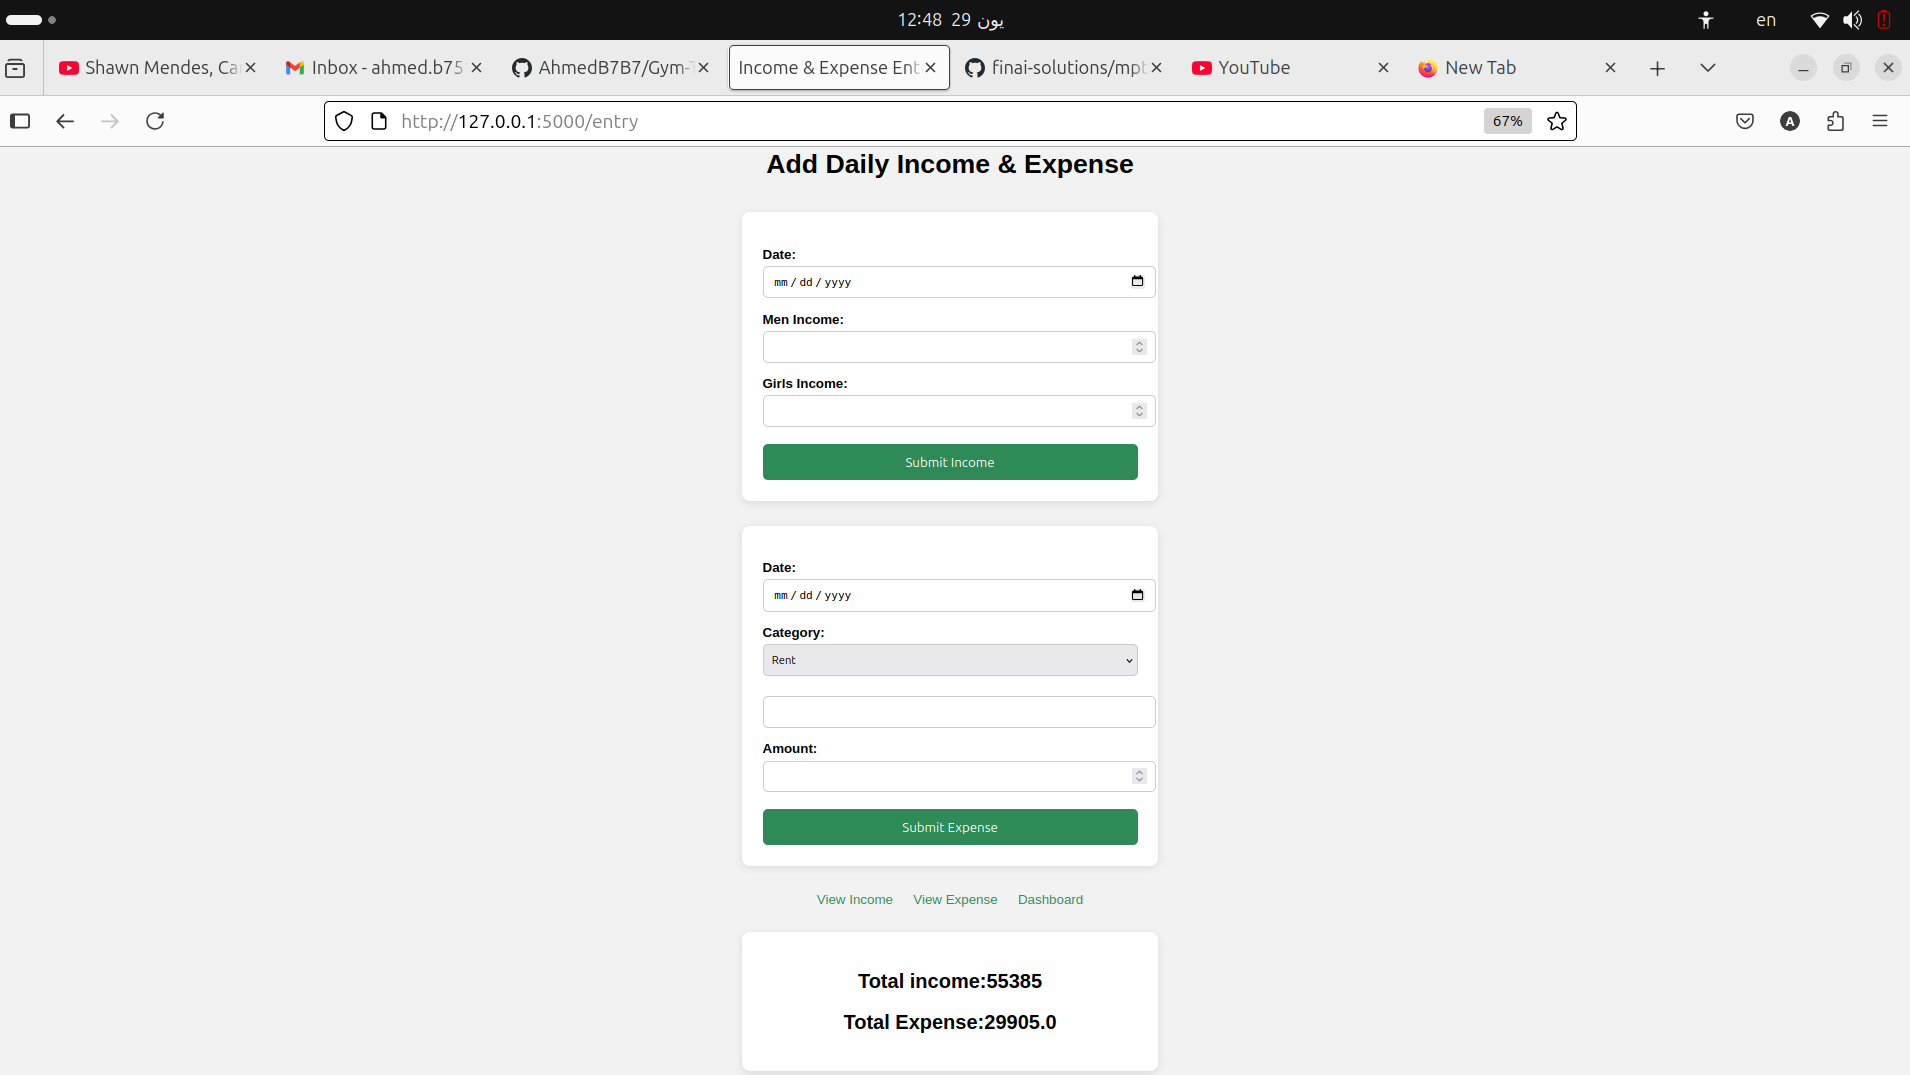 12:48 29 يون
en
Shawn Mendes, Ca
Inbox - ahmed.b75
AhmedB7B7/Gym-T
Income & Expense Ent
finai-solutions/mpt
YouTube
New Tab
http://127.0.0.1:5000/entry
67%
A
Add Daily Income & Expense
Date:
mm / dd / yyyy
Men Income:
Girls Income:
Submit Income
Date:
mm / dd / yyyy
Category:
Rent
Amount:
Submit Expense
View Income View Expense Dashboard
Total income:55385
Total Expense:29905.0